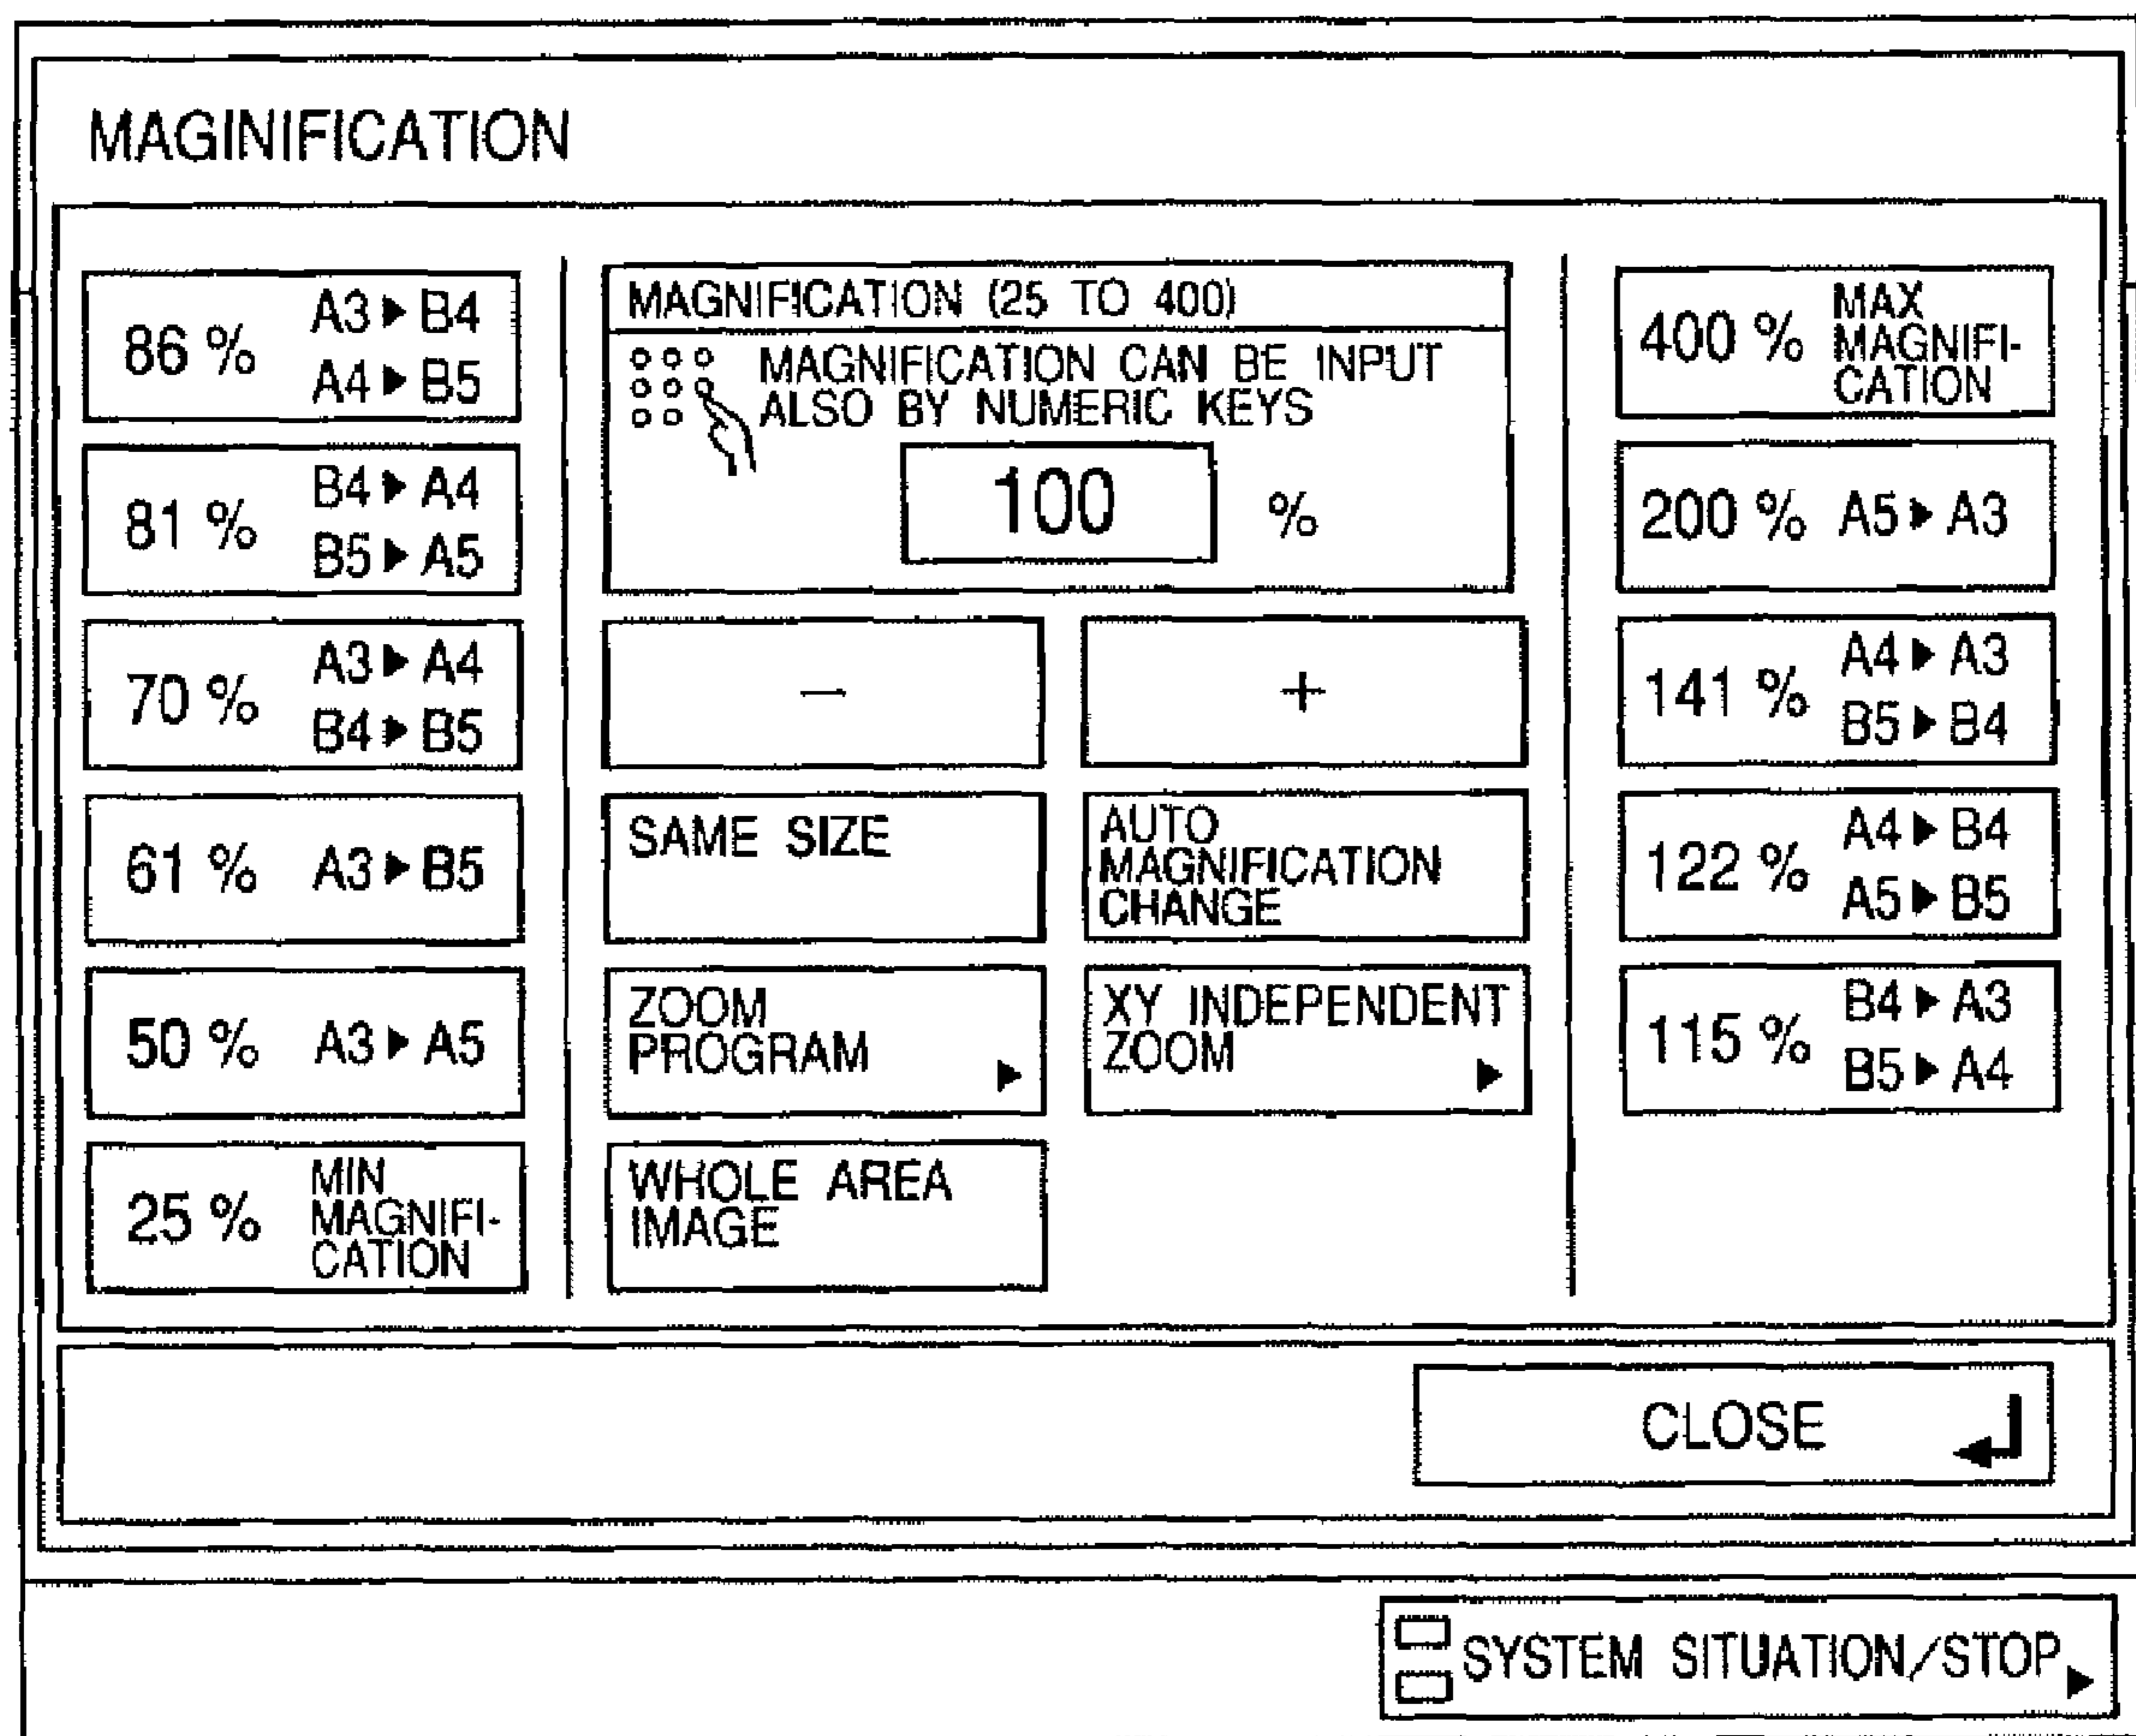 MAGINIFICATION
86 % A3▶B4
A4▶B5
81 % B4▶A4
B5▶A5
70 % A3▶A4
B4▶B5
61 % A3▶B5
50 % A3▶A5
25 % MIN
MAGNIFI-
CATION
MAGNIFICATION (25 TO 400)
MAGNIFICATION CAN BE INPUT
ALSO BY NUMERIC KEYS
100 %
−
+
SAME SIZE
AUTO
MAGNIFICATION
CHANGE
ZOOM
PROGRAM ▶
XY INDEPENDENT
ZOOM ▶
WHOLE AREA
IMAGE
400 % MAX
MAGNIFI-
CATION
200 % A5▶A3
141 % A4▶A3
B5▶B4
122 % A4▶B4
A5▶B5
115 % B4▶A3
B5▶A4
CLOSE
SYSTEM SITUATION/STOP▶